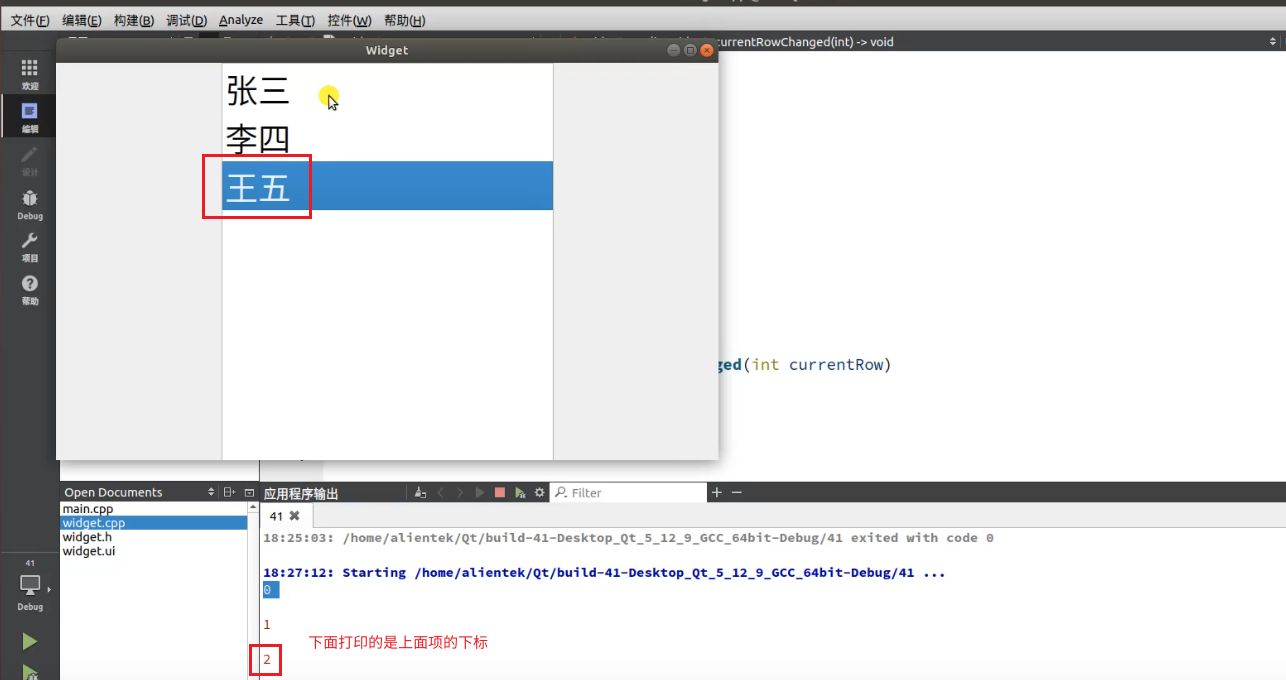 文件(F) 编辑(E) 构建(B) 调试(D) Analyze 工具(T) 控件(W) 帮助(H)
Widget
currentRowChanged(int) -> void
欢迎
编辑
设计
Debug
项目
帮助
张三
李四
王五
ged(int currentRow)
Open Documents
main.cpp
widget.cpp
widget.h
widget.ui
应用程序输出
Filter
41
18:25:03: /home/alientek/Qt/build-41-Desktop_Qt_5_12_9_GCC_64bit-Debug/41 exited with code 0
18:27:12: Starting /home/alientek/Qt/build-41-Desktop_Qt_5_12_9_GCC_64bit-Debug/41 ...
0
1
下面打印的是上面项的下标
2
41
Debug